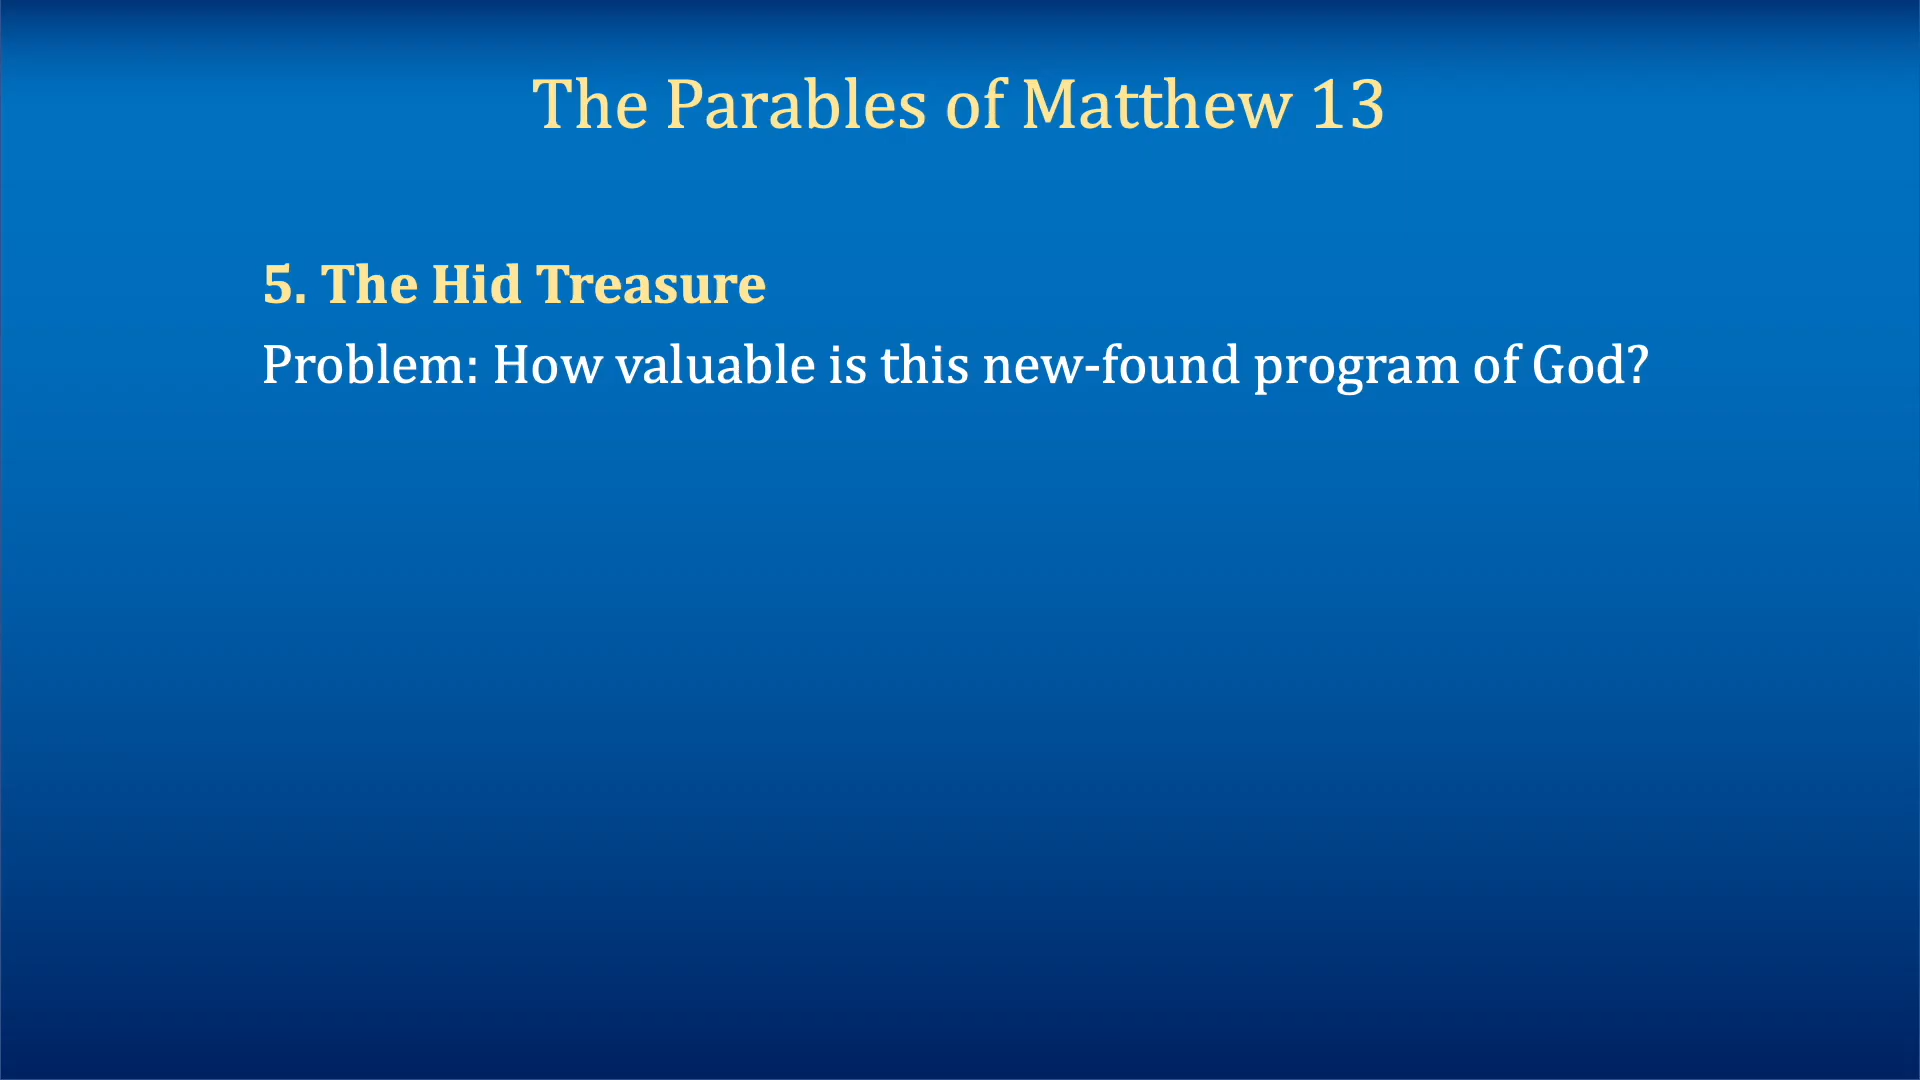 The Parables of Matthew 13
5. The Hid Treasure
Problem: How valuable is this new-found program of God?